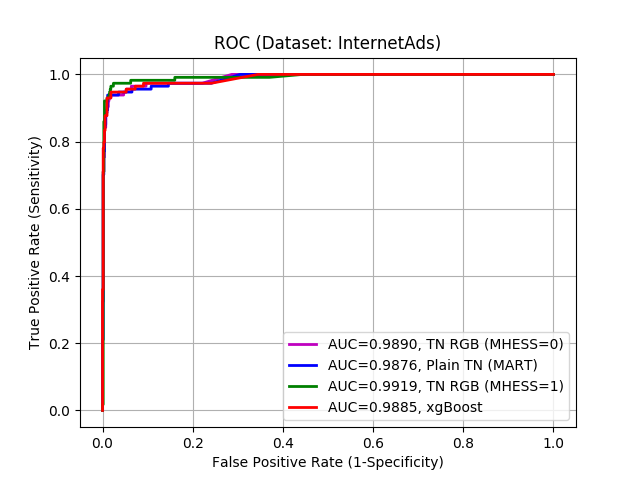 ROC (Dataset: InternetAds)
True Positive Rate (Sensitivity)
1.0
0.8
0.6
0.4
0.2
0.0
AUC=0.9890, TN RGB (MHESS=0)
AUC=0.9876, Plain TN (MART)
AUC=0.9919, TN RGB (MHESS=1)
AUC=0.9885, xgBoost
0.0 0.2 0.4 0.6 0.8 1.0
False Positive Rate (1-Specificity)